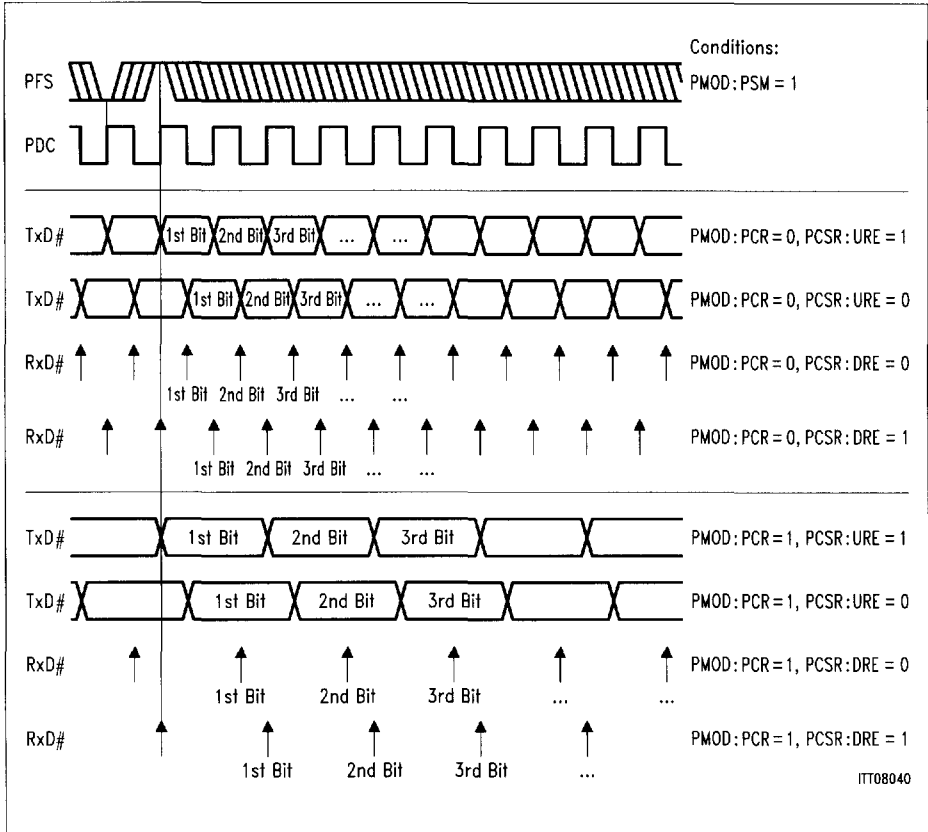 Conditions:
PFS
PMOD:PSM = 1
PDC
TxD# 1st Bit 2nd Bit 3rd Bit ... ... PMOD:PCR = 0, PCSR:URE = 1
TxD# 1st Bit 2nd Bit 3rd Bit ... ... PMOD:PCR = 0, PCSR:URE = 0
RxD# PMOD:PCR = 0, PCSR:DRE = 0
1st Bit 2nd Bit 3rd Bit ... ...
RxD# PMOD:PCR = 0, PCSR:DRE = 1
1st Bit 2nd Bit 3rd Bit ... ...
TxD# 1st Bit 2nd Bit 3rd Bit PMOD:PCR = 1, PCSR:URE = 1
TxD# 1st Bit 2nd Bit 3rd Bit PMOD:PCR = 1, PCSR:URE = 0
RxD# PMOD:PCR = 1, PCSR:DRE = 0
1st Bit 2nd Bit 3rd Bit ... ...
RxD# PMOD:PCR = 1, PCSR:DRE = 1
1st Bit 2nd Bit 3rd Bit ...
ITT08040